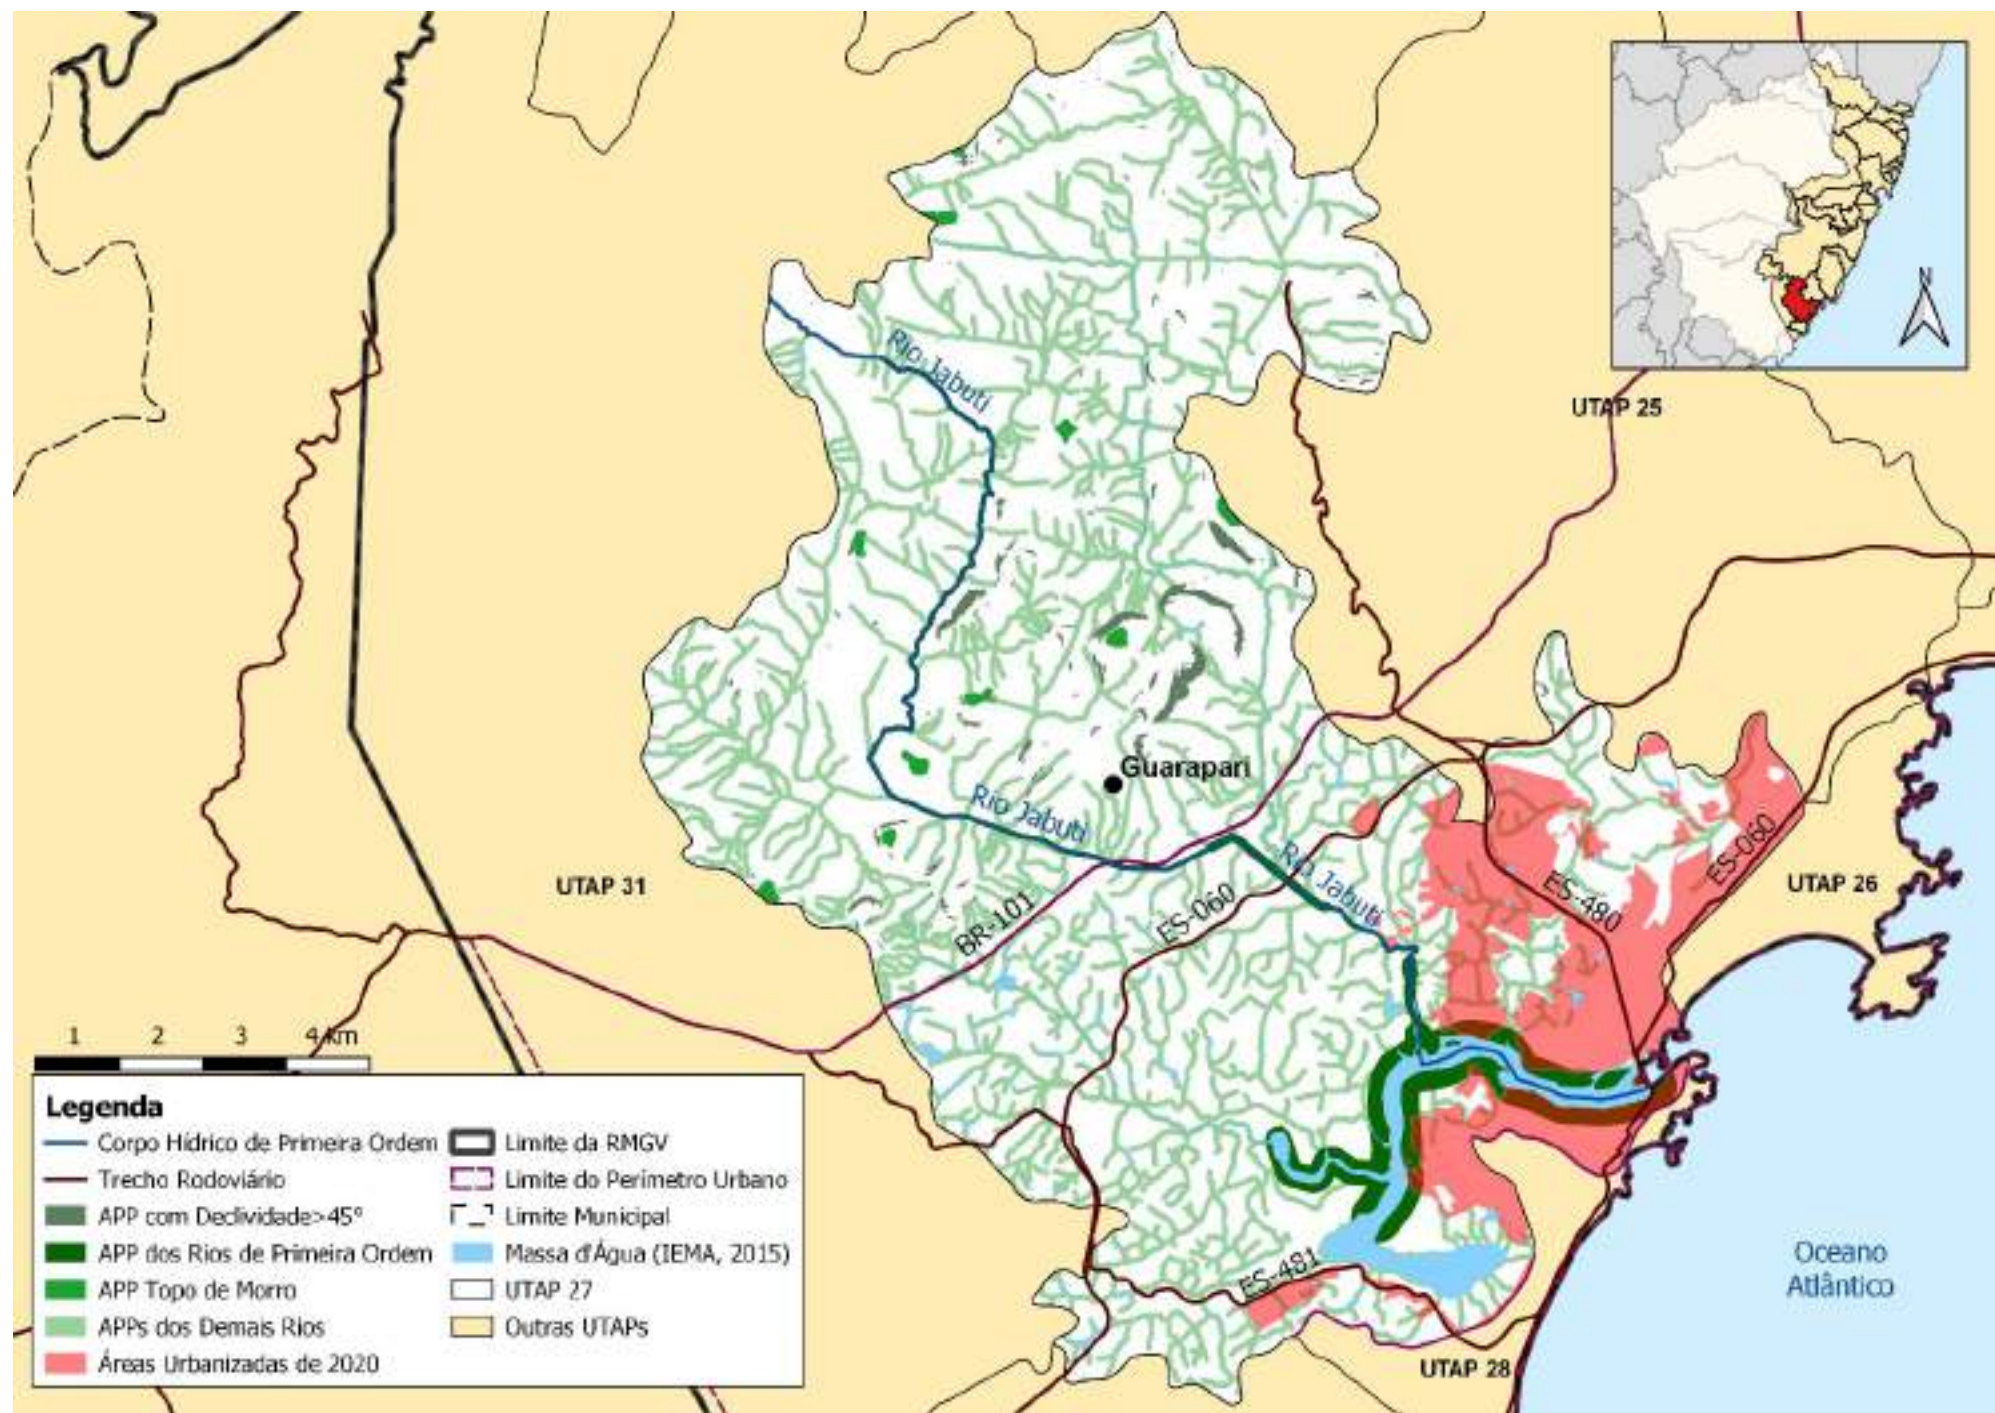 N
UTAP 25
Rio Jabuti
Guarapari
Rio Jabuti
Rio Jabuti
ES-060
UTAP 31
UTAP 26
ES-480
BR-101
ES-060
1 2 3 4 km
Legenda
Corpo Hídrico de Primeira Ordem
Trecho Rodoviário
APP com Declividade>45°
APP dos Rios de Primeira Ordem
APP Topo de Morro
APPs dos Demais Rios
Áreas Urbanizadas de 2020
Limite da RMGV
Limite do Perímetro Urbano
Limite Municipal
Massa d'Água (IEMA, 2015)
UTAP 27
Outras UTAPs
ES-481
Oceano
Atlântico
UTAP 28